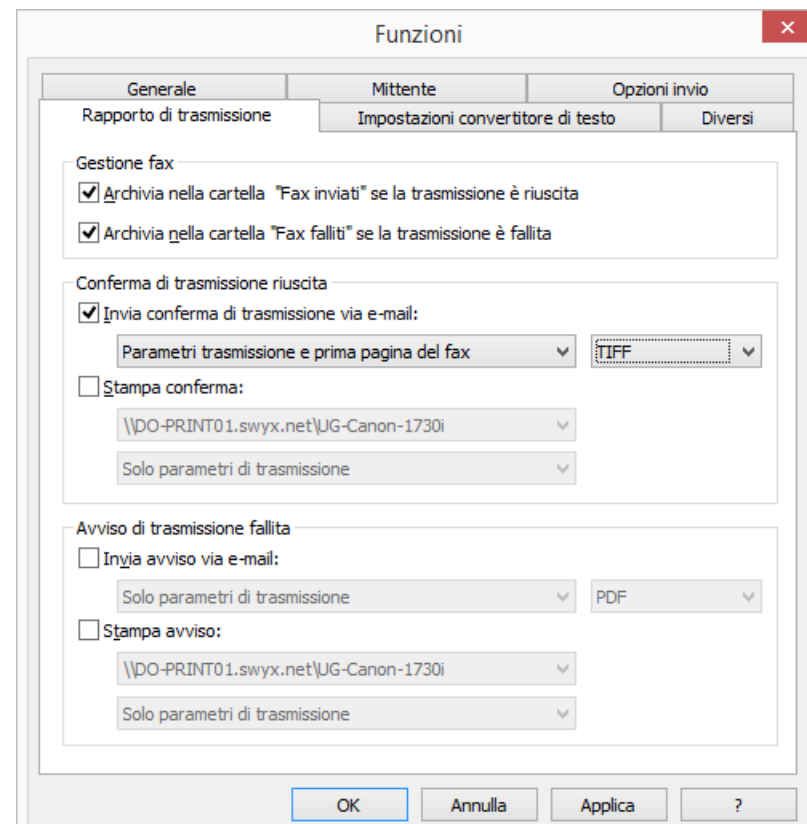 Funzioni
Generale Mittente Opzioni invio
Rapporto di trasmissione Impostazioni convertitore di testo Diversi
Gestione fax
Archivia nella cartella "Fax inviati" se la trasmissione è riuscita
Archivia nella cartella "Fax falliti" se la trasmissione è fallita
Conferma di trasmissione riuscita
Invia conferma di trasmissione via e-mail:
Parametri trasmissione e prima pagina del fax TIFF
Stampa conferma:
\\DO-PRINT01.swyx.net\UG-Canon-1730i
Solo parametri di trasmissione
Avviso di trasmissione fallita
Invia avviso via e-mail:
Solo parametri di trasmissione PDF
Stampa avviso:
\\DO-PRINT01.swyx.net\UG-Canon-1730i
Solo parametri di trasmissione
OK Annulla Applica ?